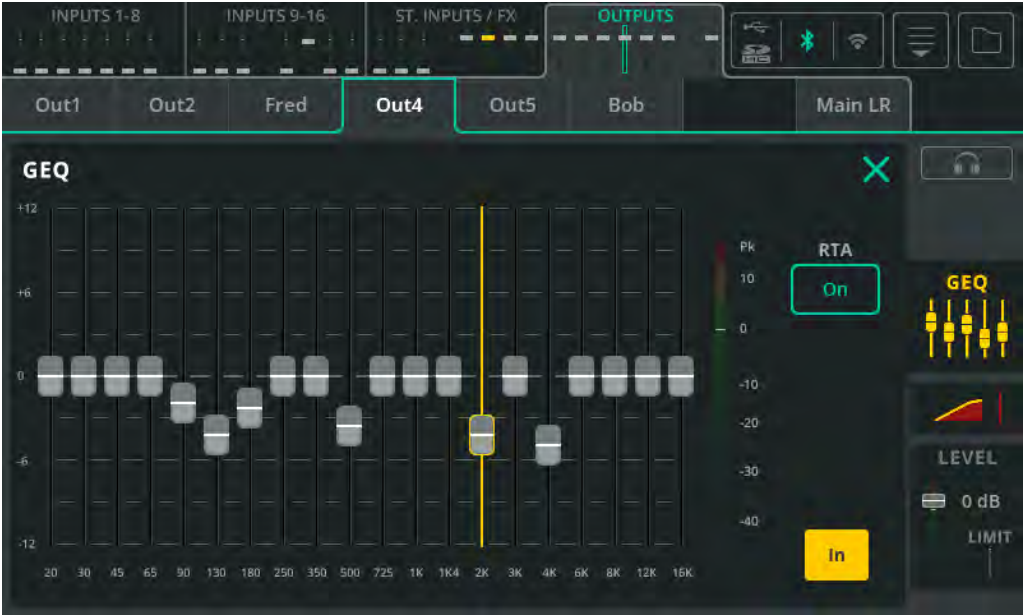 INPUTS 1-8 INPUTS 9-16 ST. INPUTS / FX OUTPUTS
Out1 Out2 Fred Out4 Out5 Bob Main LR
GEQ
+12
+6
0
-6
-12
20 30 45 65 90 130 180 250 350 500 725 1K 1K4 2K 3K 4K 6K 8K 12K 16K
Pk
10
0
-10
-20
-30
-40
RTA
On
In
GEQ
LEVEL
0 dB
LIMIT